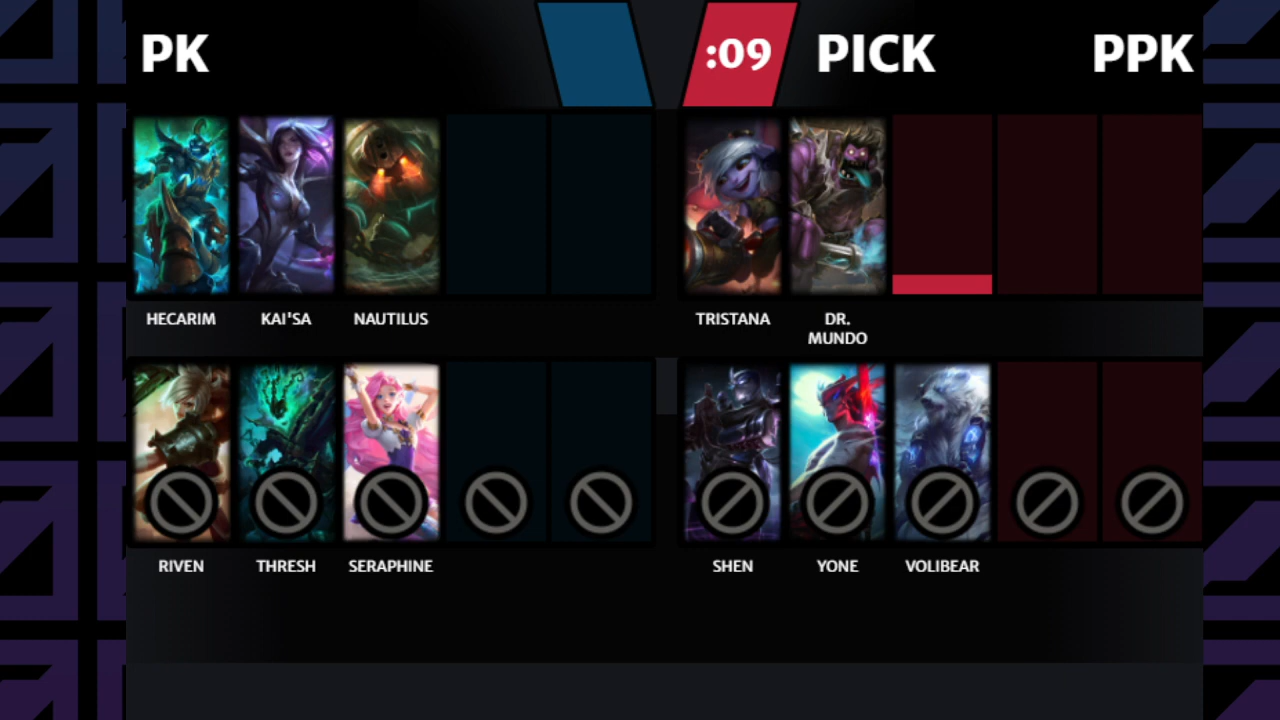 PK
:09 PICK PPK
HECARIM KAI'SA NAUTILUS
TRISTANA DR.
MUNDO
RIVEN THRESH SERAPHINE
SHEN YONE VOLIBEAR